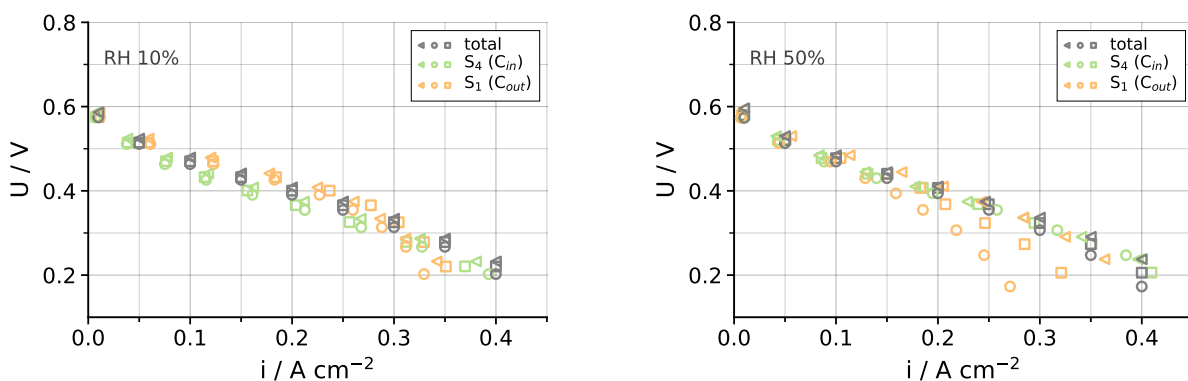 0.8
0.6
0.4
0.2
U / V
RH 10%
total
S₄ (Cᵢₙ)
S₁ (Cₒᵤₜ)
0.0 0.1 0.2 0.3 0.4
i / A cm⁻²
0.8
0.6
0.4
0.2
U / V
RH 50%
total
S₄ (Cᵢₙ)
S₁ (Cₒᵤₜ)
0.0 0.1 0.2 0.3 0.4
i / A cm⁻²